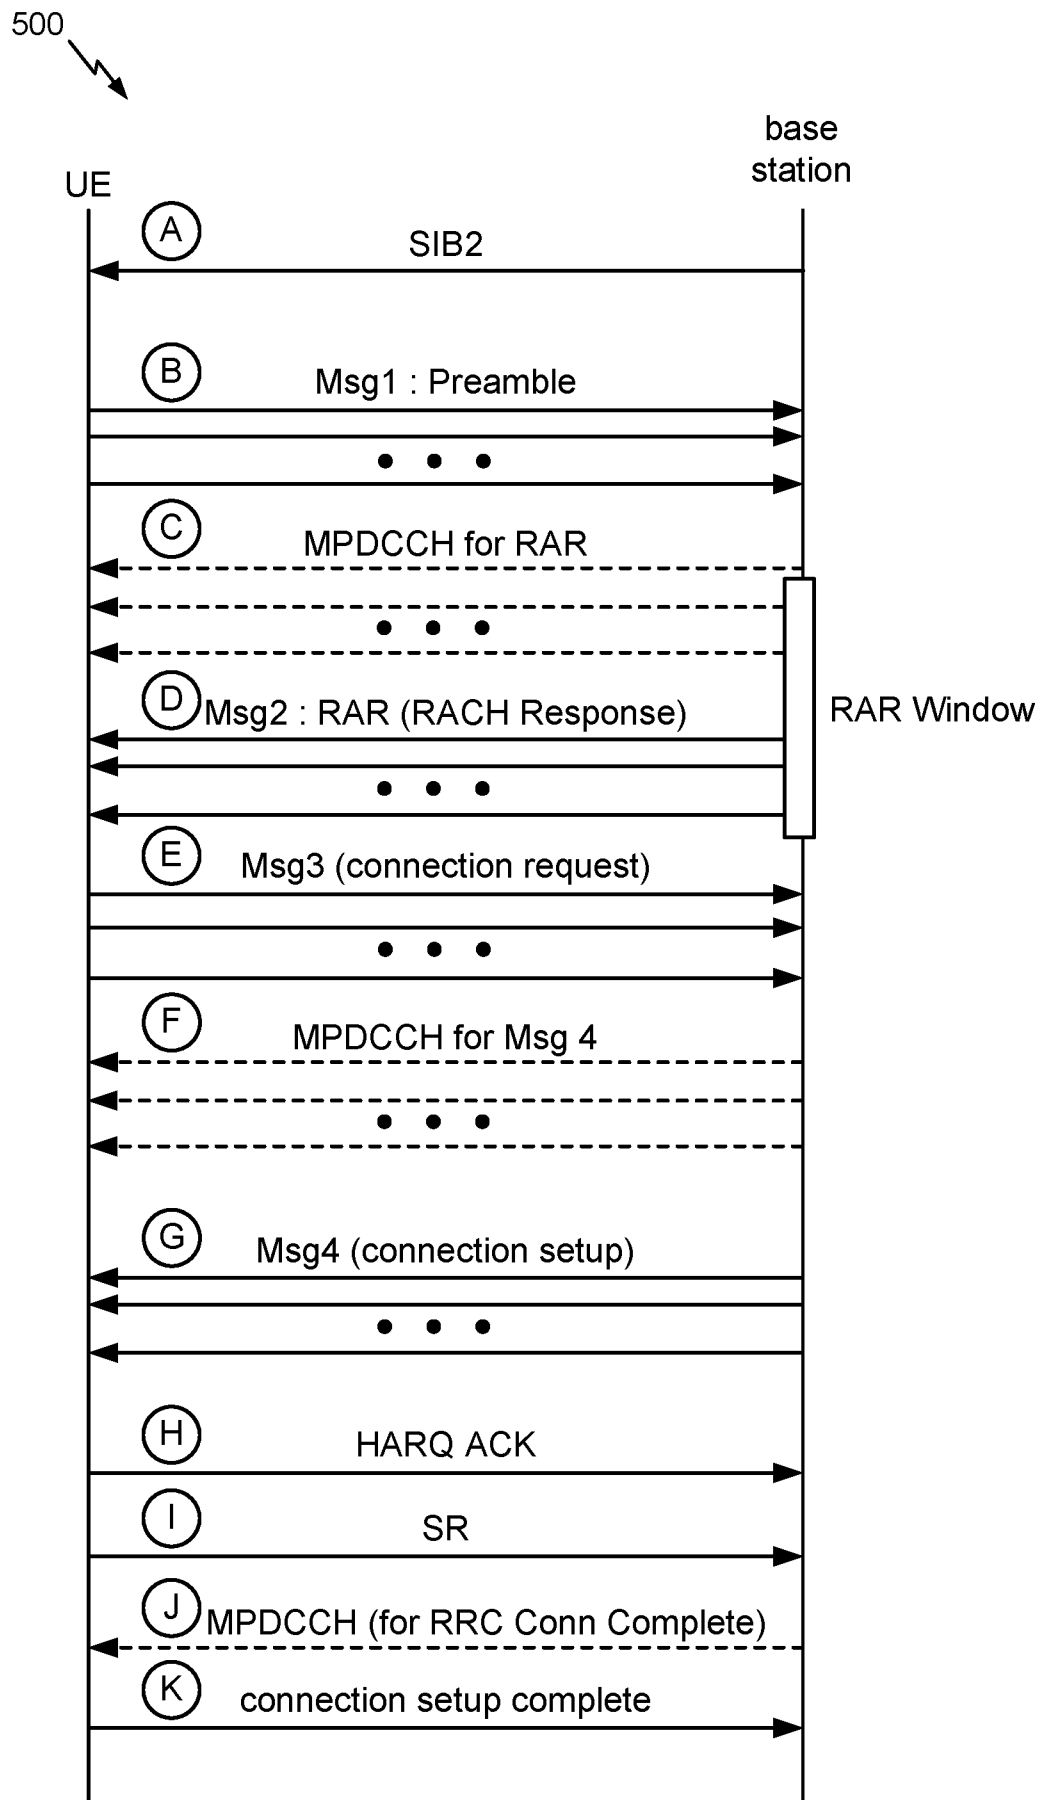 500
base
station
UE
A
SIB2
B
Msg1 : Preamble
C
MPDCCH for RAR
D
Msg2 : RAR (RACH Response)
RAR Window
E
Msg3 (connection request)
F
MPDCCH for Msg 4
G
Msg4 (connection setup)
H
HARQ ACK
I
SR
J
MPDCCH (for RRC Conn Complete)
K
connection setup complete